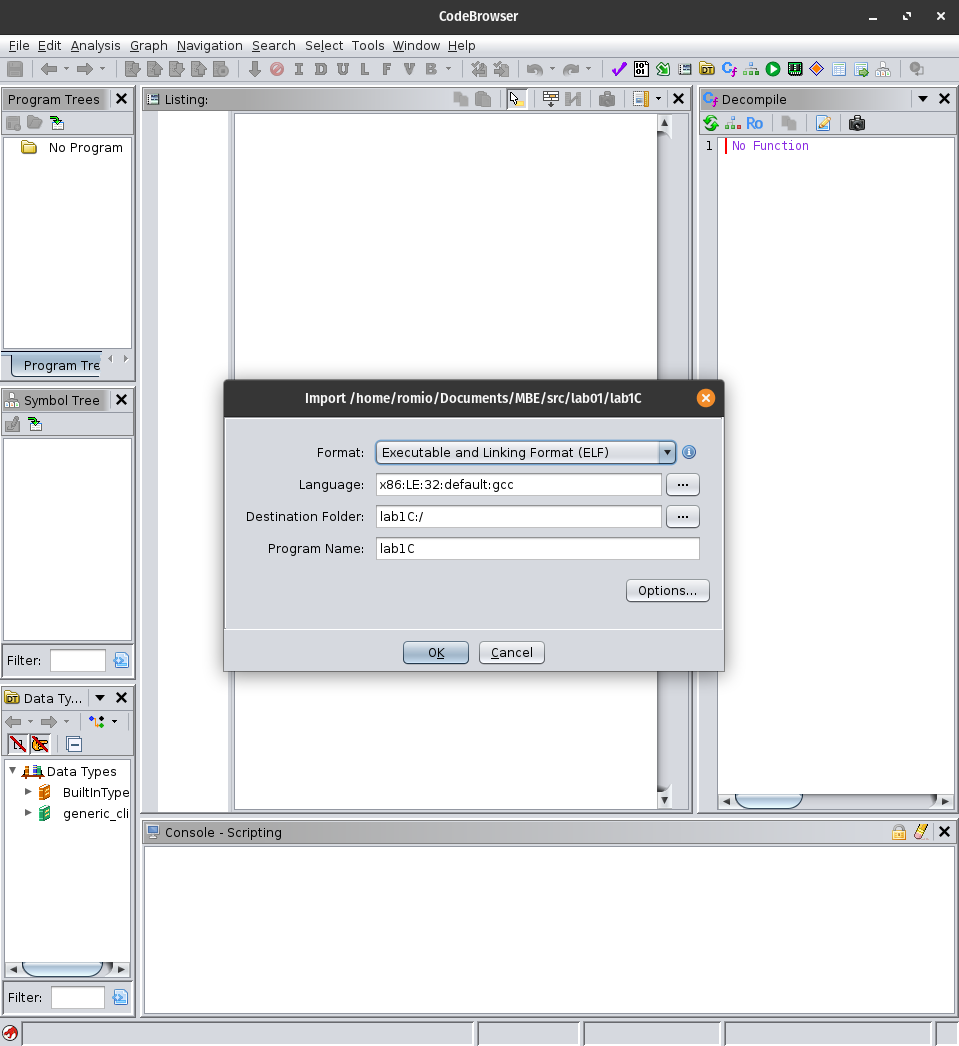 CodeBrowser
File Edit Analysis Graph Navigation Search Select Tools Window Help
I D U L F V B
Program Trees
No Program
Program Tre
Symbol Tree
Filter:
Data Ty...
Data Types
BuiltInType
generic_cli
Filter:
Listing:
Decompile
Ro
1 No Function
Import /home/romio/Documents/MBE/src/lab01/lab1C
Format: Executable and Linking Format (ELF)
Language: x86:LE:32:default:gcc ...
Destination Folder: lab1C:/ ...
Program Name: lab1C
Options...
OK Cancel
Console - Scripting